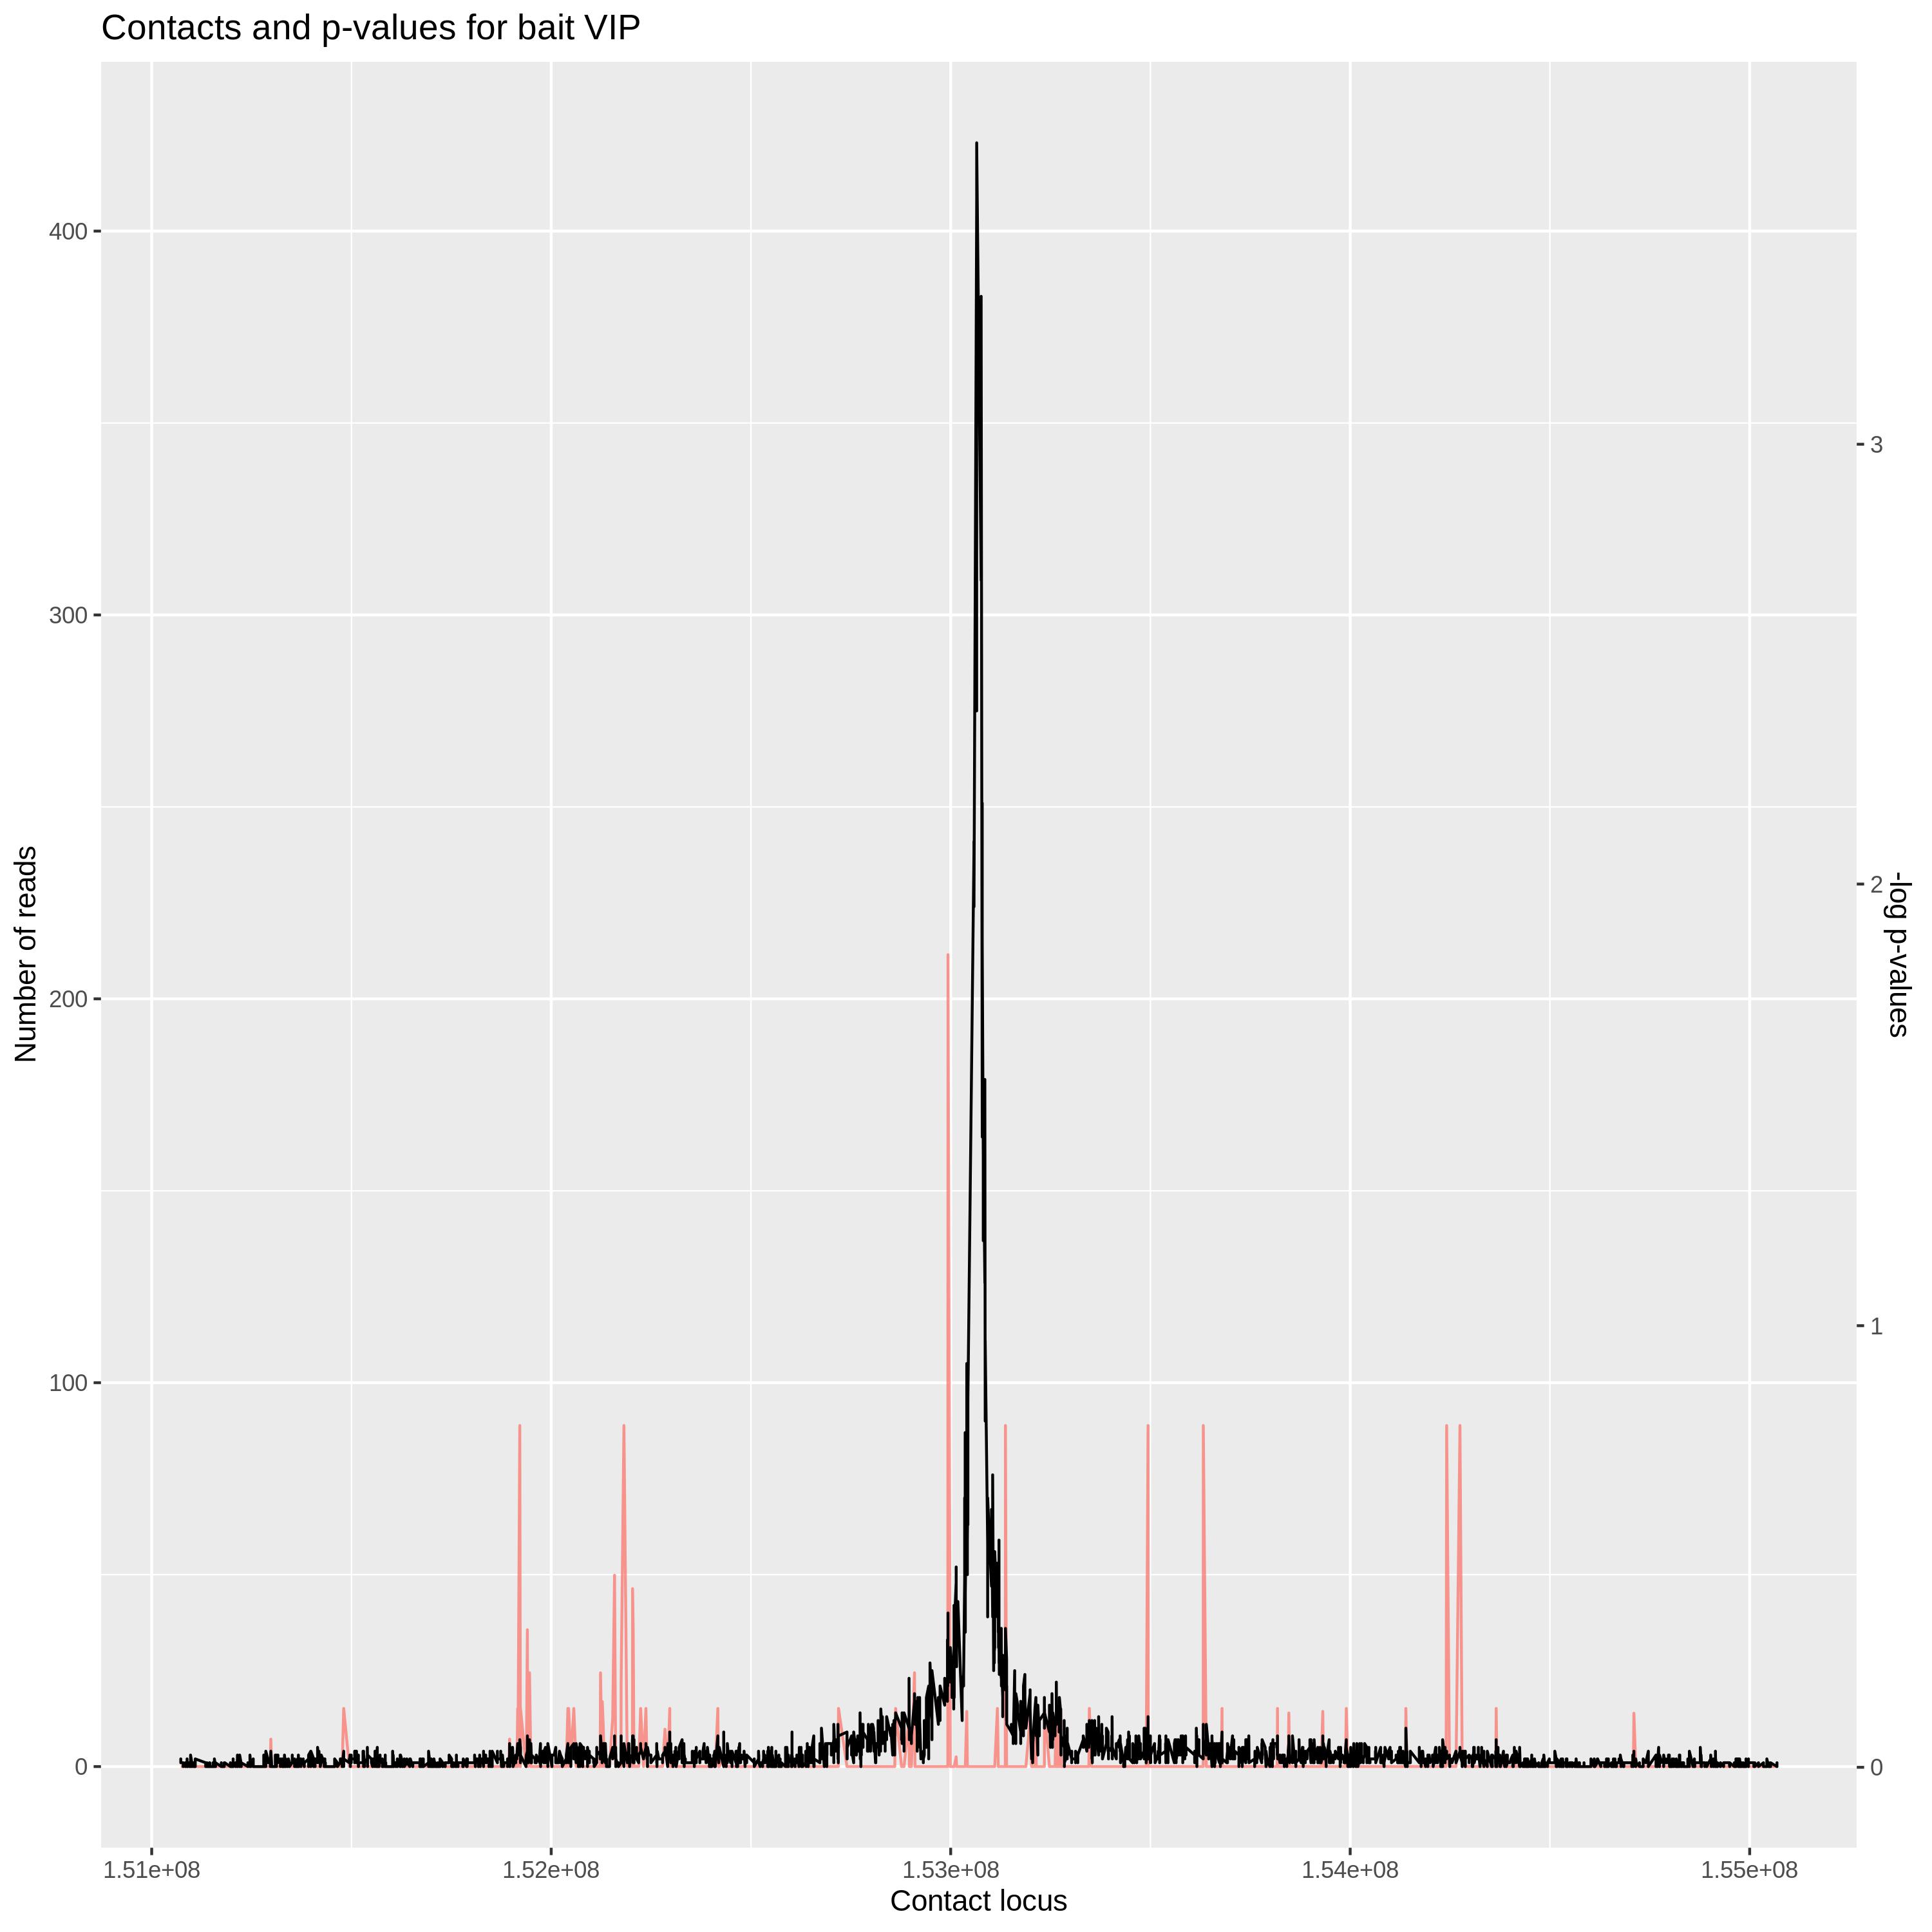 Contacts and p-values for bait VIP
400
300
200
100
0
Number of reads
3
2
1
0
-log p-values
1.51e+08
1.52e+08
1.53e+08
1.54e+08
1.55e+08
Contact locus